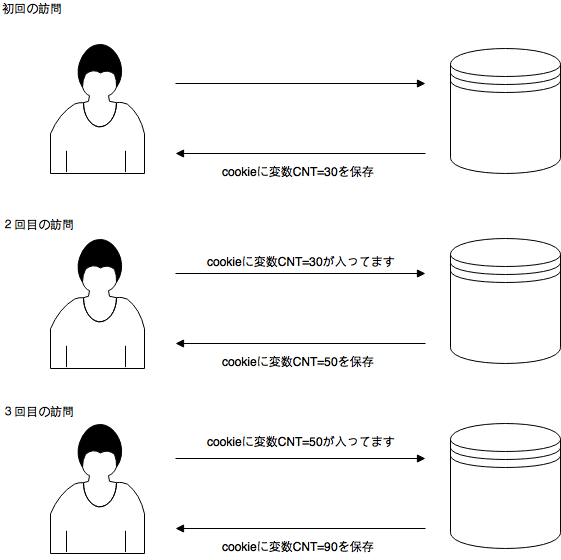 初回の訪問
cookieに変数CNT=30を保存
２回目の訪問
cookieに変数CNT=30が入ってます
cookieに変数CNT=50を保存
３回目の訪問
cookieに変数CNT=50が入ってます
cookieに変数CNT=90を保存